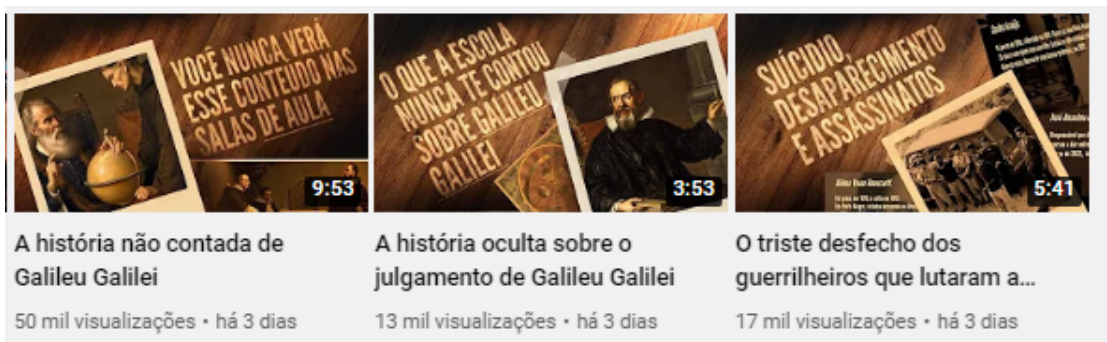 VOCÊ NUNCA VERÁ
ESSE CONTEUDO NAS
SALAS DE AULA
9:53
A história não contada de
Galileu Galilei
50 mil visualizações • há 3 dias
O QUE A ESCOLA
NUNCA TE CONTOU
SOBRE GALILEU
GALILEI
3:53
A história oculta sobre o
julgamento de Galileu Galilei
13 mil visualizações • há 3 dias
SUÍCIDIO,
DESAPARECIMENTO
E ASSASSINATOS
5:41
O triste desfecho dos
guerrilheiros que lutaram a...
17 mil visualizações • há 3 dias